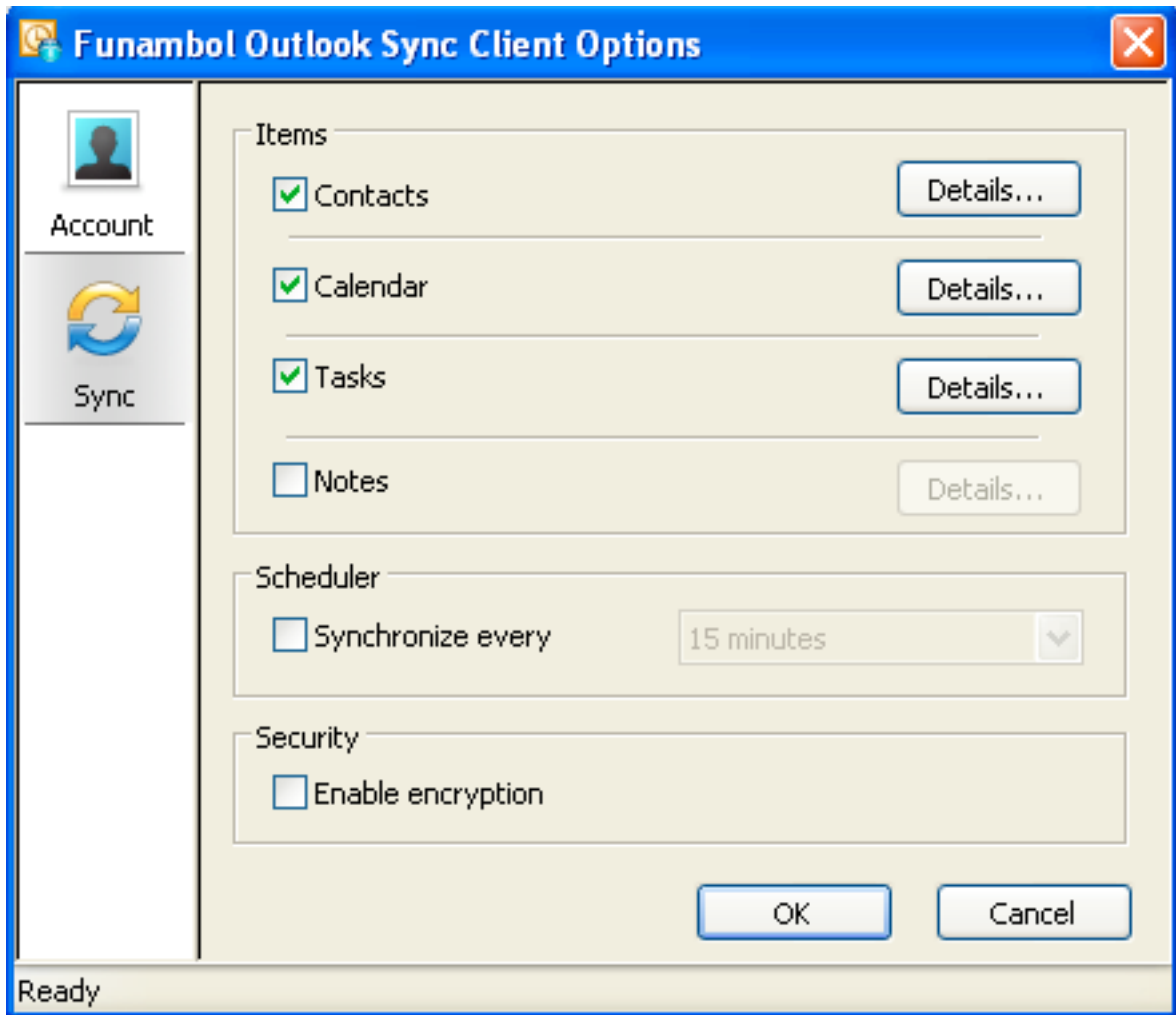 Funambol Outlook Sync Client Options
Account
Sync
Items
Contacts
Details...
Calendar
Details...
Tasks
Details...
Notes
Details...
Scheduler
Synchronize every
15 minutes
Security
Enable encryption
OK
Cancel
Ready